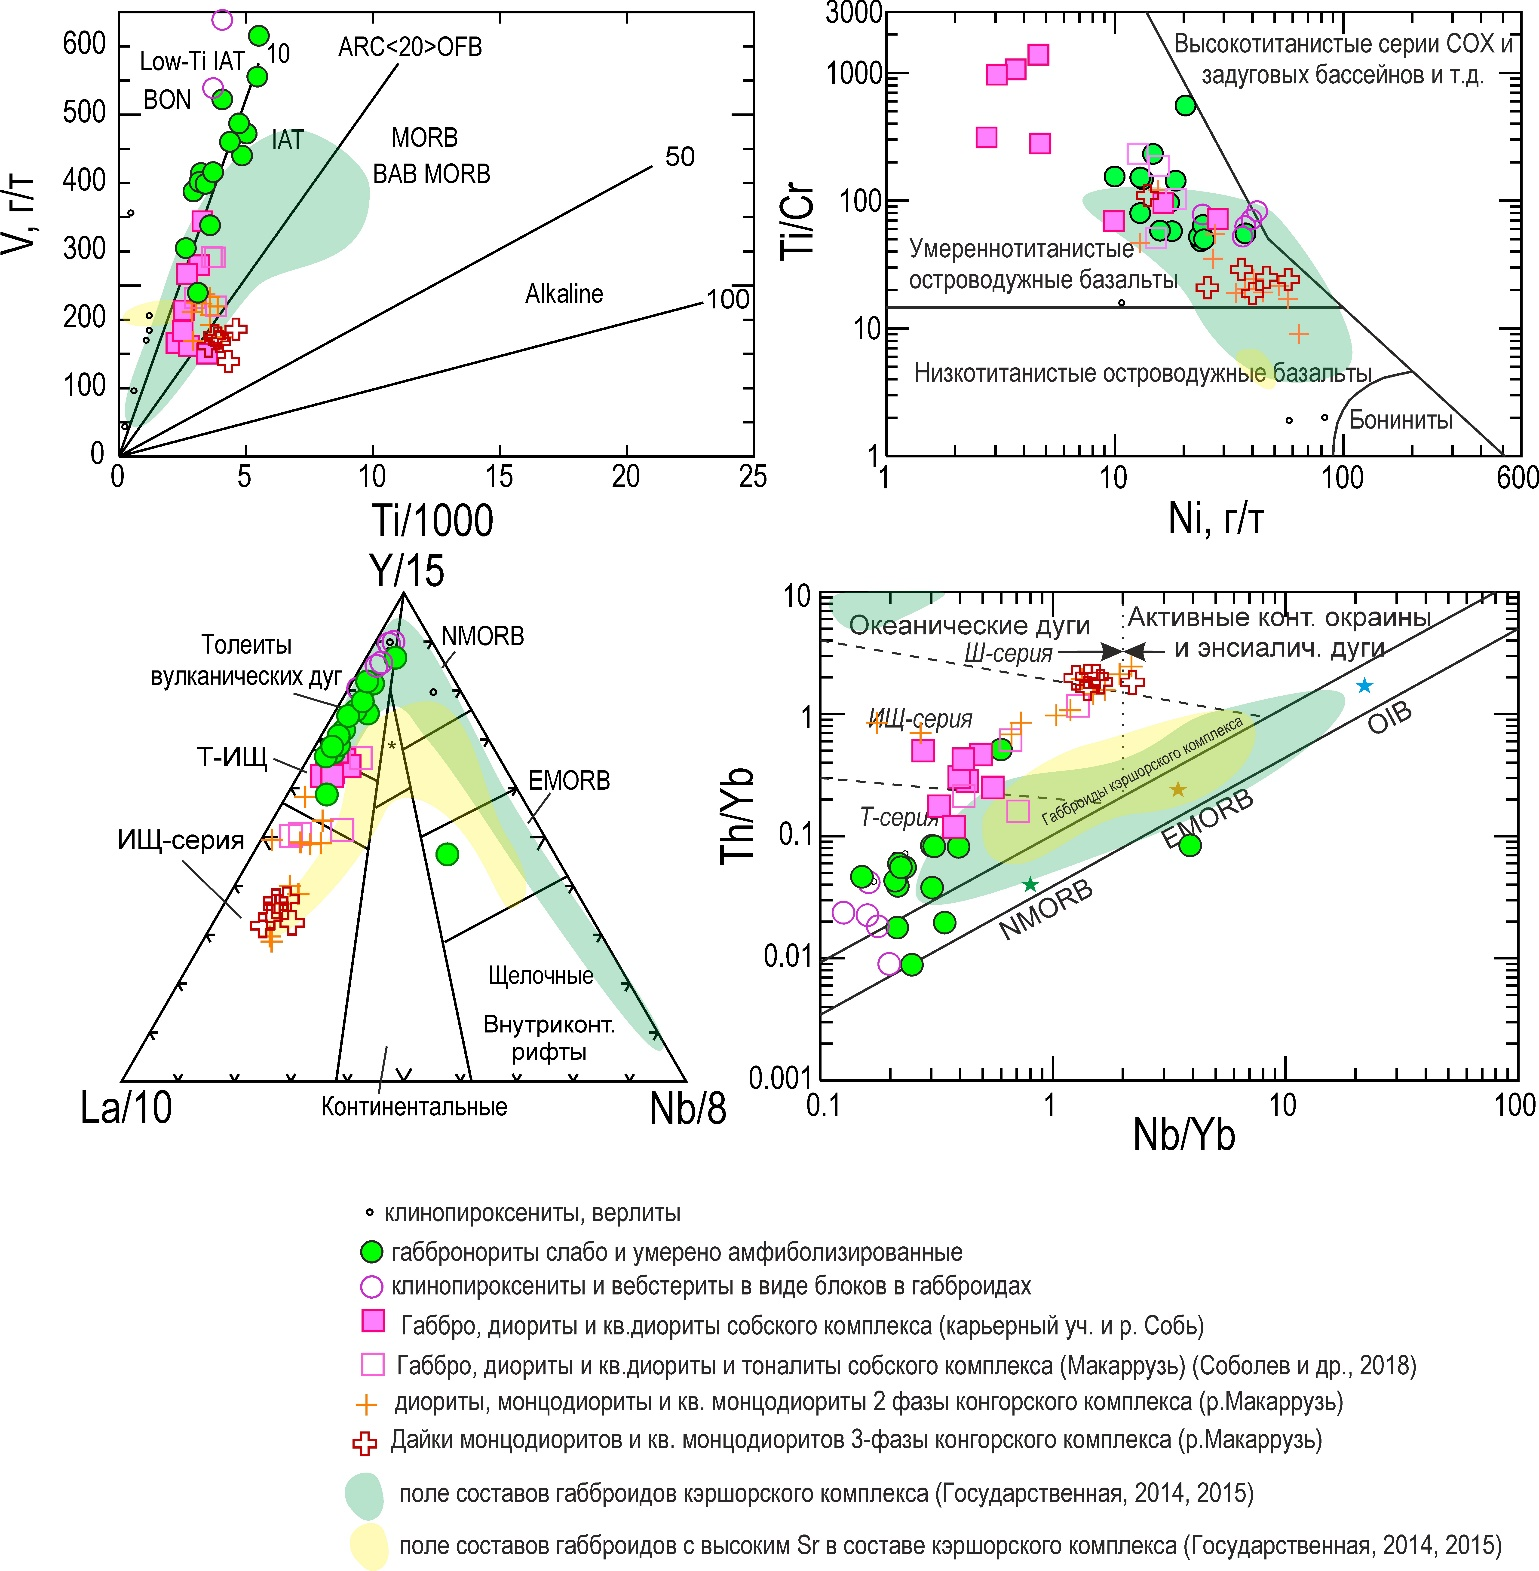 600
500
400
300
200
100
0
V, г/т
Low-Ti IAT
10
BON
IAT
ARC<20>OFB
MORB
BAB MORB
50
Alkaline
100
0
5
10
15
20
25
Ti/1000
3000
1000
100
10
1
Ti/Cr
Высокотитанистые серии СОХ и
задуговых бассейнов и т.д.
Умереннотитанистые
островодужные базальты
Низкотитанистые островодужные базальты
Бониниты
1
10
100
600
Ni, г/т
Y/15
Толеиты
вулканических дуг
NMORB
Т-ИЩ
*
EMORB
ИЩ-серия
Щелочные
Внутриконт.
рифты
La/10
Nb/8
Континентальные
10
1
0.1
0.01
0.001
Th/Yb
Океанические дуги
Активные конт. окраины
и энсиалич. дуги
Ш-серия
ИЩ-серия
Т-серия
Габброиды кэршорского комплекса
OIB
EMORB
NMORB
0.1
1
10
100
Nb/Yb
клинопироксениты, верлиты
габбронориты слабо и умерено амфиболизированные
клинопироксениты и вебстериты в виде блоков в габброидах
Габбро, диориты и кв.диориты собского комплекса (карьерный уч. и р. Собь)
Габбро, диориты и кв.диориты и тоналиты собского комплекса (Макаррузь) (Соболев и др., 2018)
диориты, монцодиориты и кв. монцодиориты 2 фазы конгорского комплекса (р.Макаррузь)
Дайки монцодиоритов и кв. монцодиоритов 3-фазы конгорского комплекса (р.Макаррузь)
поле составов габброидов кэршорского комплекса (Государственная, 2014, 2015)
поле составов габброидов с высоким Sr в составе кэршорского комплекса (Государственная, 2014, 2015)